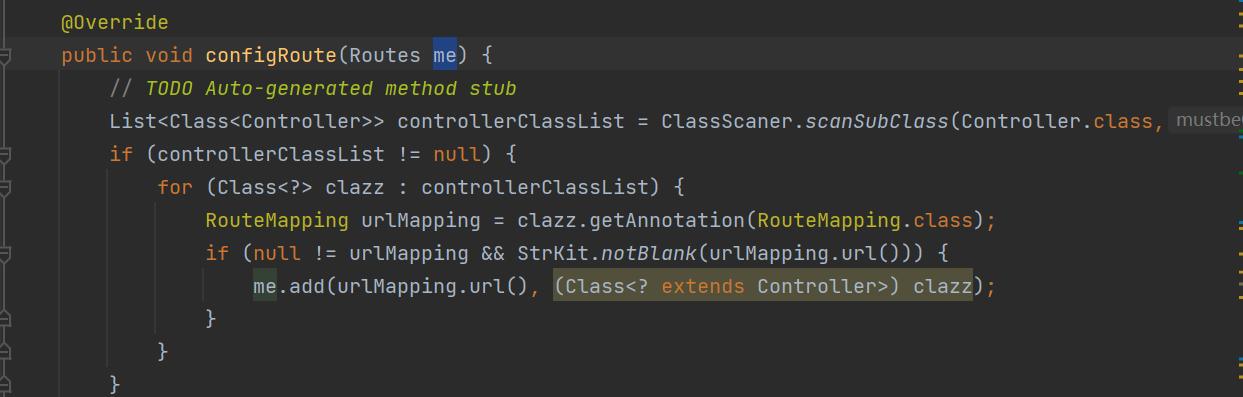 @Override
public void configRoute(Routes me) {
// TODO Auto-generated method stub
List<Class<Controller>> controllerClassList = ClassScaner.scanSubClass(Controller.class,
if (controllerClassList != null) {
for (Class<?> clazz : controllerClassList) {
RouteMapping urlMapping = clazz.getAnnotation(RouteMapping.class);
if (null != urlMapping && StrKit.notBlank(urlMapping.url())) {
me.add(urlMapping.url(), (Class<? extends Controller>) clazz);
}
}
}